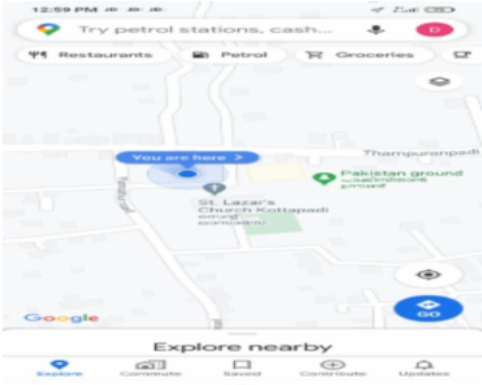 12:59 PM
Try petrol stations, cash...
D
Restaurants
Petrol
Groceries
Thampuranpadi
You are here >
Pakistan ground
St. Lazar's
Church Kottapadi
GO
Google
Explore nearby
Explore
Commute
Saved
Contribute
Updates